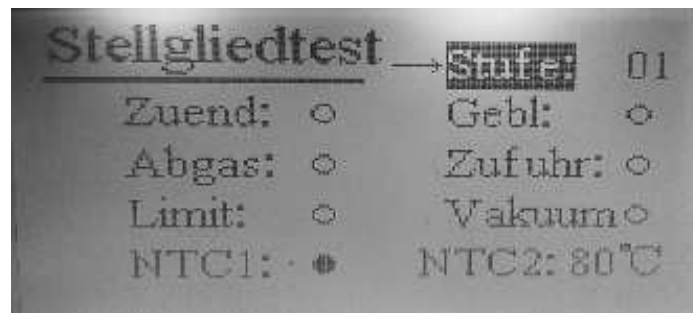 Stellgliedtest → Stufe: 01
Zuend: ○ Gebl: ○
Abgas: ○ Zufuhr: ○
Limit: ○ Vakuum ○
NTC1: ● NTC2: 80°C